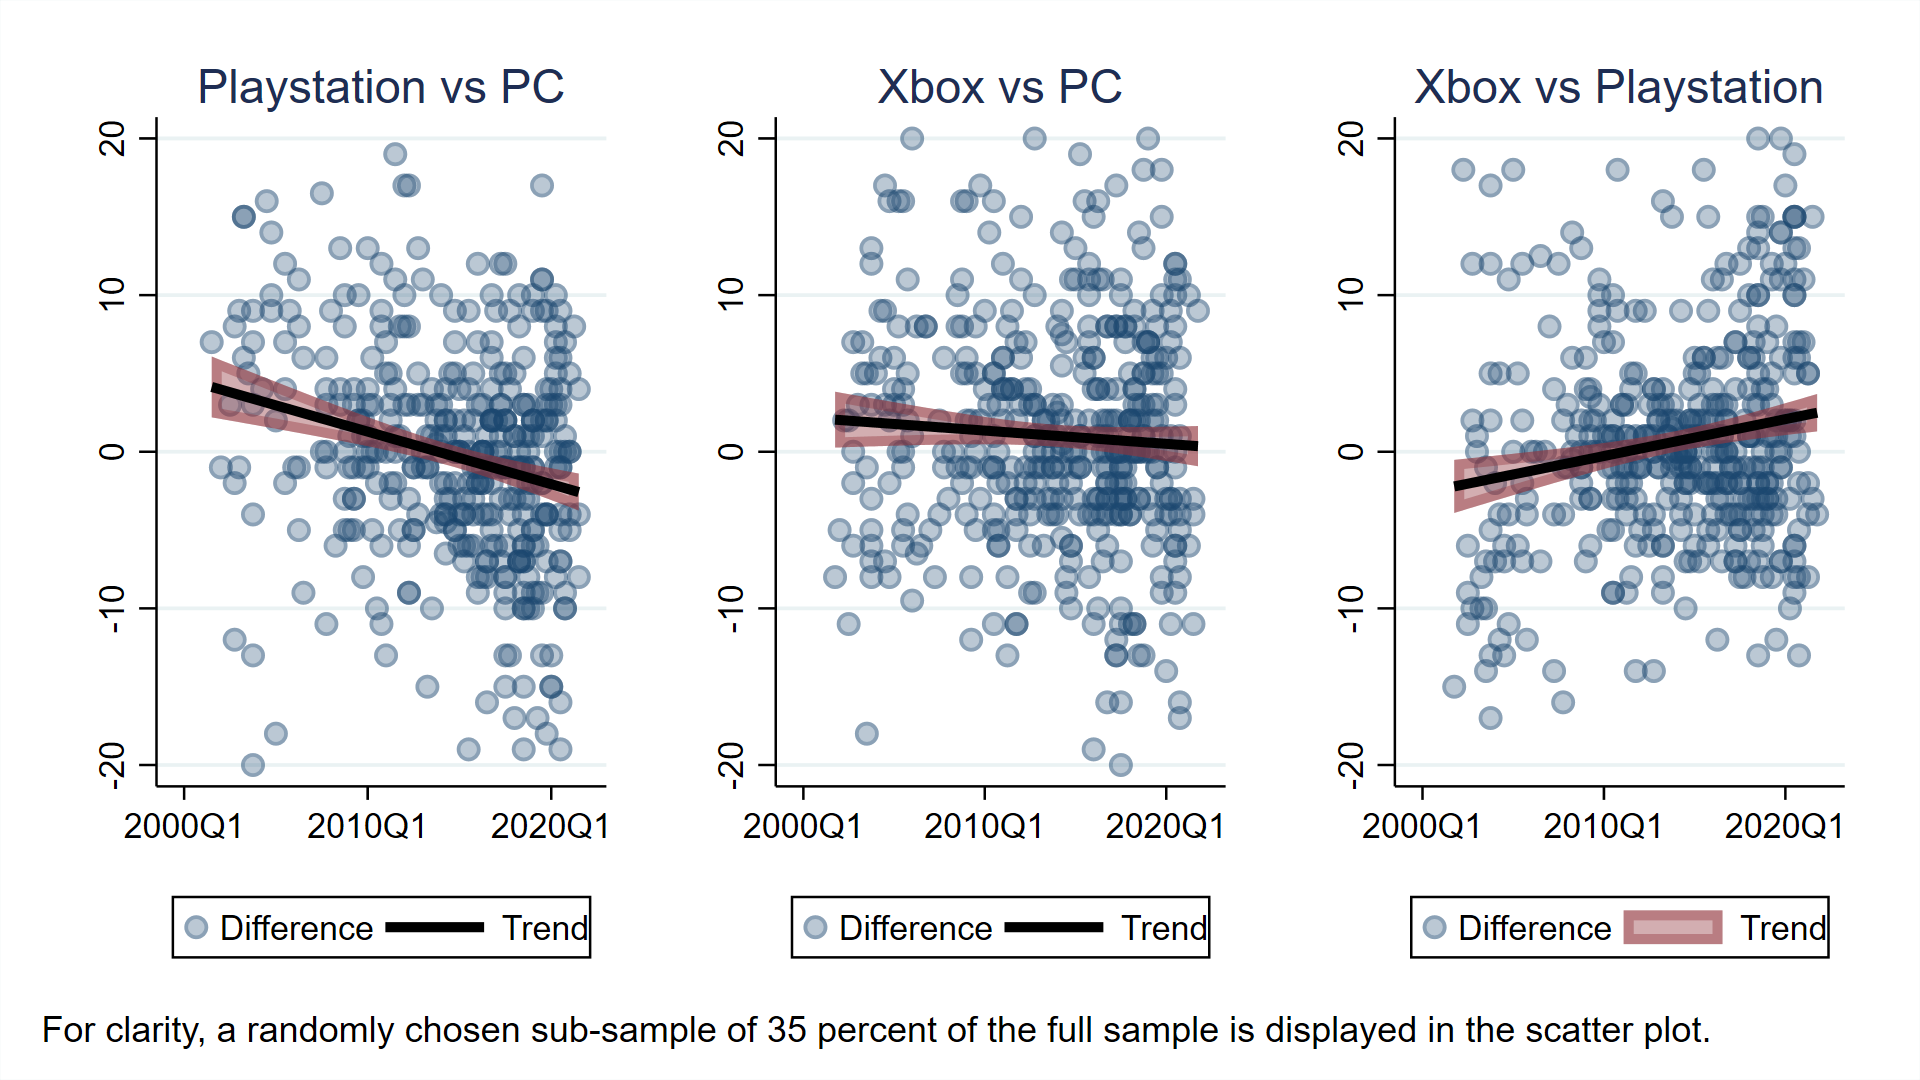 Playstation vs PC
20
10
0
-10
-20
2000Q1 2010Q1 2020Q1
Difference Trend
Xbox vs PC
20
10
0
-10
-20
2000Q1 2010Q1 2020Q1
Difference Trend
Xbox vs Playstation
20
10
0
-10
-20
2000Q1 2010Q1 2020Q1
Difference Trend
For clarity, a randomly chosen sub-sample of 35 percent of the full sample is displayed in the scatter plot.